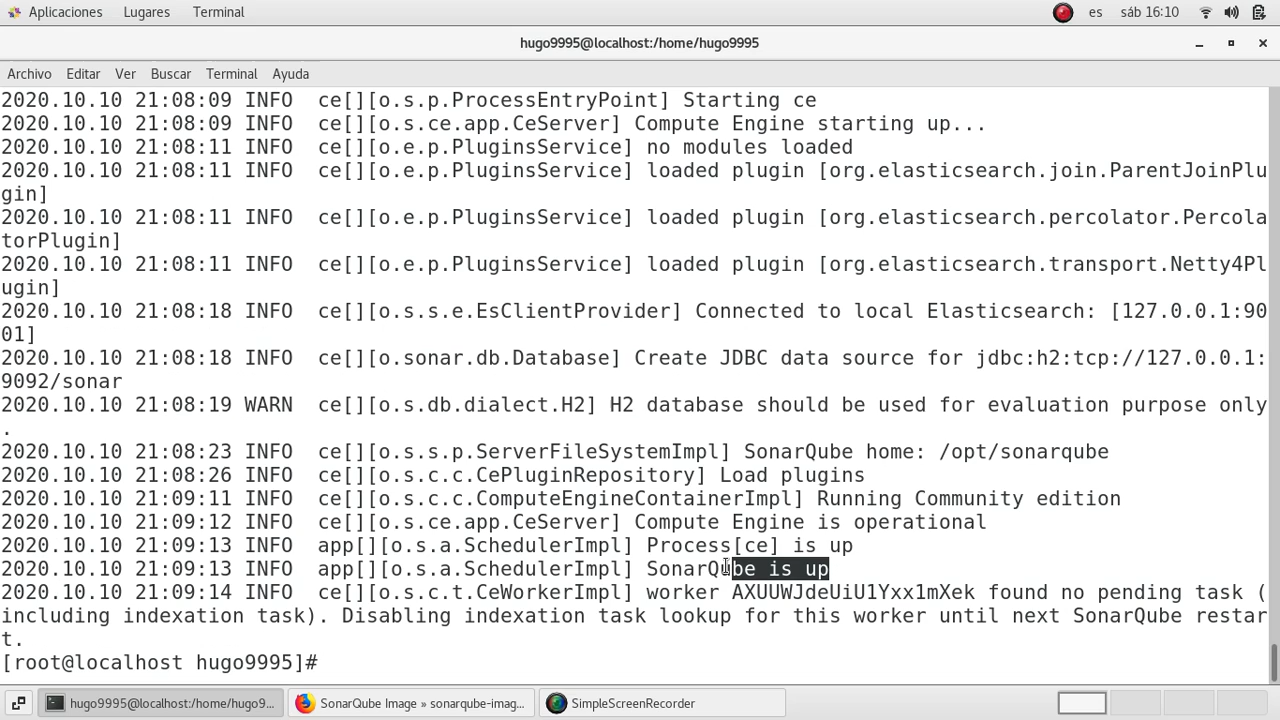 Aplicaciones Lugares Terminal es sáb 16:10
hugo9995@localhost:/home/hugo9995
Archivo Editar Ver Buscar Terminal Ayuda
2020.10.10 21:08:09 INFO  ce[][o.s.p.ProcessEntryPoint] Starting ce
2020.10.10 21:08:09 INFO  ce[][o.s.ce.app.CeServer] Compute Engine starting up...
2020.10.10 21:08:11 INFO  ce[][o.e.p.PluginsService] no modules loaded
2020.10.10 21:08:11 INFO  ce[][o.e.p.PluginsService] loaded plugin [org.elasticsearch.join.ParentJoinPlu
gin]
2020.10.10 21:08:11 INFO  ce[][o.e.p.PluginsService] loaded plugin [org.elasticsearch.percolator.Percola
torPlugin]
2020.10.10 21:08:11 INFO  ce[][o.e.p.PluginsService] loaded plugin [org.elasticsearch.transport.Netty4Pl
ugin]
2020.10.10 21:08:18 INFO  ce[][o.s.s.e.EsClientProvider] Connected to local Elasticsearch: [127.0.0.1:90
01]
2020.10.10 21:08:18 INFO  ce[][o.sonar.db.Database] Create JDBC data source for jdbc:h2:tcp://127.0.0.1:
9092/sonar
2020.10.10 21:08:19 WARN  ce[][o.s.db.dialect.H2] H2 database should be used for evaluation purpose only
.
2020.10.10 21:08:23 INFO  ce[][o.s.p.ServerFileSystemImpl] SonarQube home: /opt/sonarqube
2020.10.10 21:08:26 INFO  ce[][o.s.c.c.CePluginRepository] Load plugins
2020.10.10 21:09:11 INFO  ce[][o.s.c.c.ComputeEngineContainerImpl] Running Community edition
2020.10.10 21:09:12 INFO  ce[][o.s.ce.app.CeServer] Compute Engine is operational
2020.10.10 21:09:13 INFO  app[][o.s.a.SchedulerImpl] Process[ce] is up
2020.10.10 21:09:13 INFO  app[][o.s.a.SchedulerImpl] SonarQube is up
2020.10.10 21:09:14 INFO  ce[][o.s.c.t.CeWorkerImpl] worker AXUUWJdeUiU1Yxx1mXek found no pending task (
including indexation task). Disabling indexation task lookup for this worker until next SonarQube restar
t.
[root@localhost hugo9995]#
hugo9995@localhost:/home/hugo9... SonarQube Image » sonarqube-imag... SimpleScreenRecorder